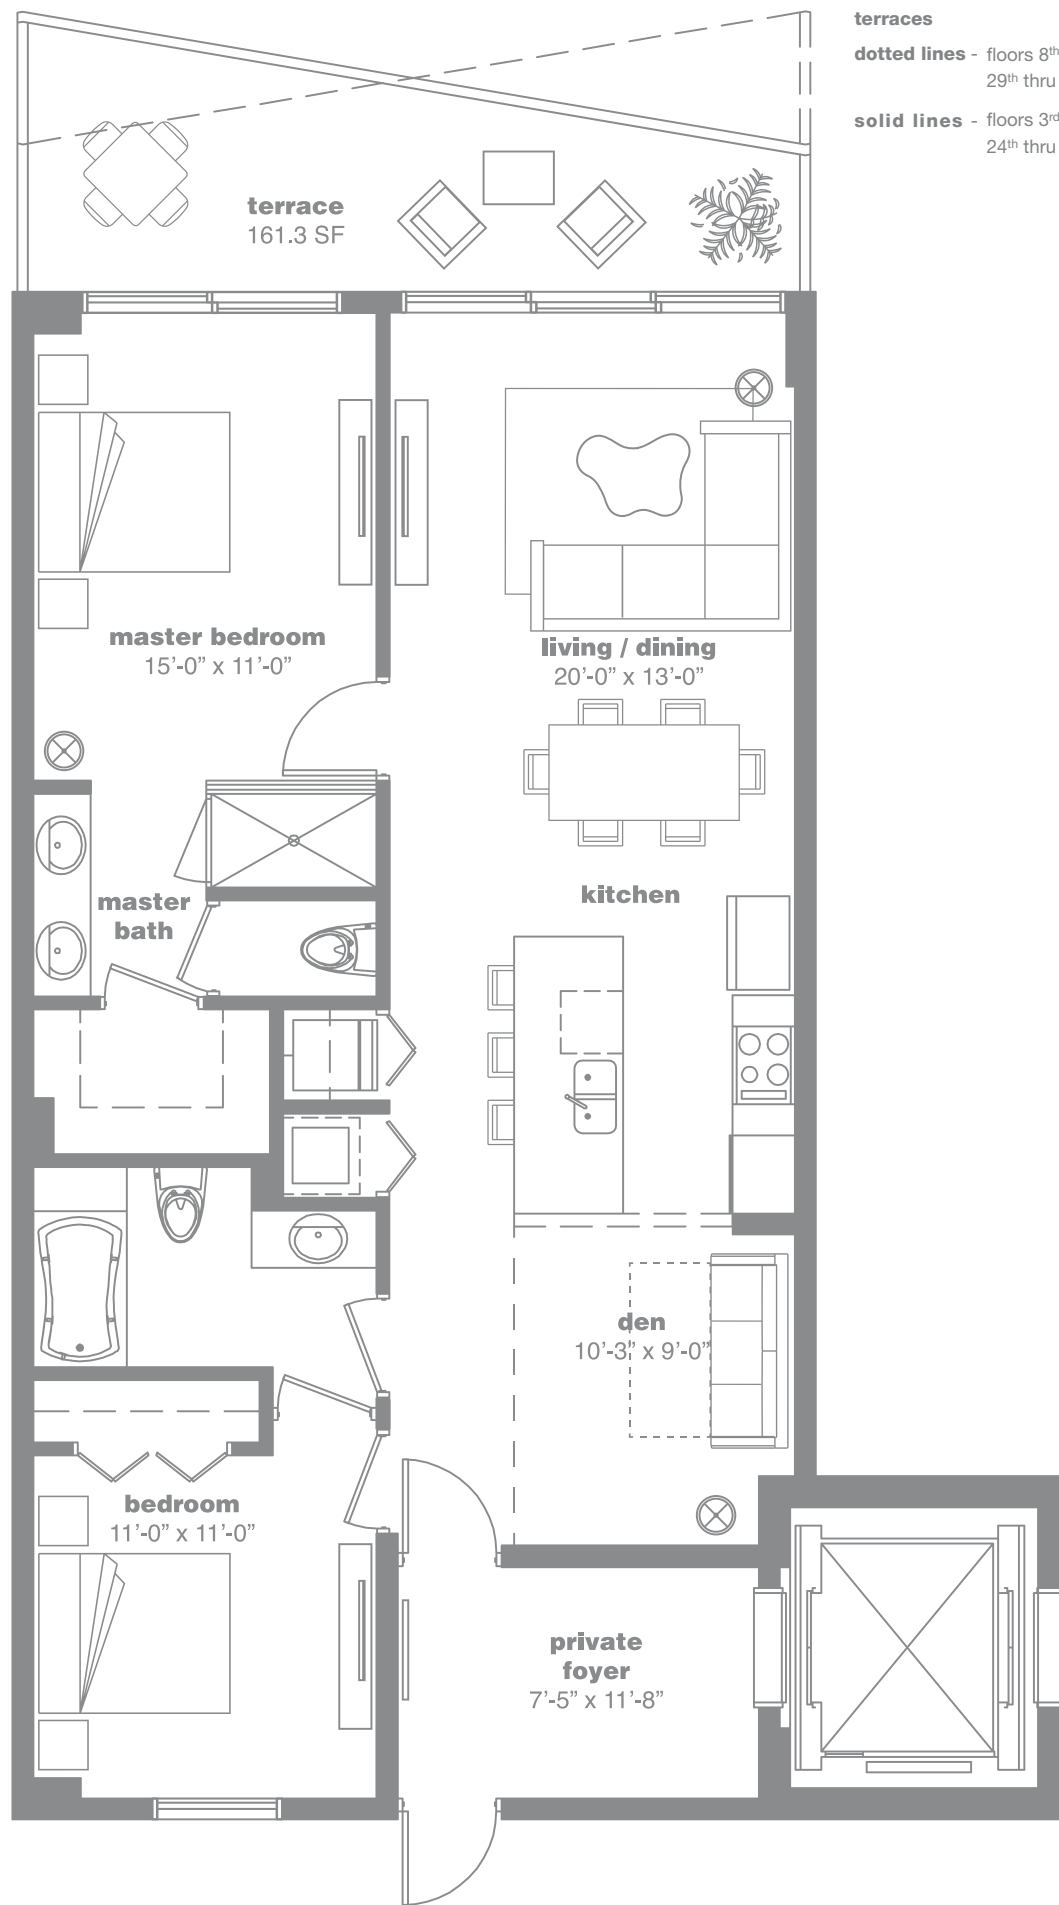 terraces
dotted lines - floors 8th
29th thru
solid lines - floors 3rd
24th thru
terrace
161.3 SF
master bedroom
15’-0” x 11’-0”
living / dining
20’-0” x 13’-0”
kitchen
master
bath
den
10’-3” x 9’-0”
bedroom
11’-0” x 11’-0”
private
foyer
7’-5” x 11’-8”